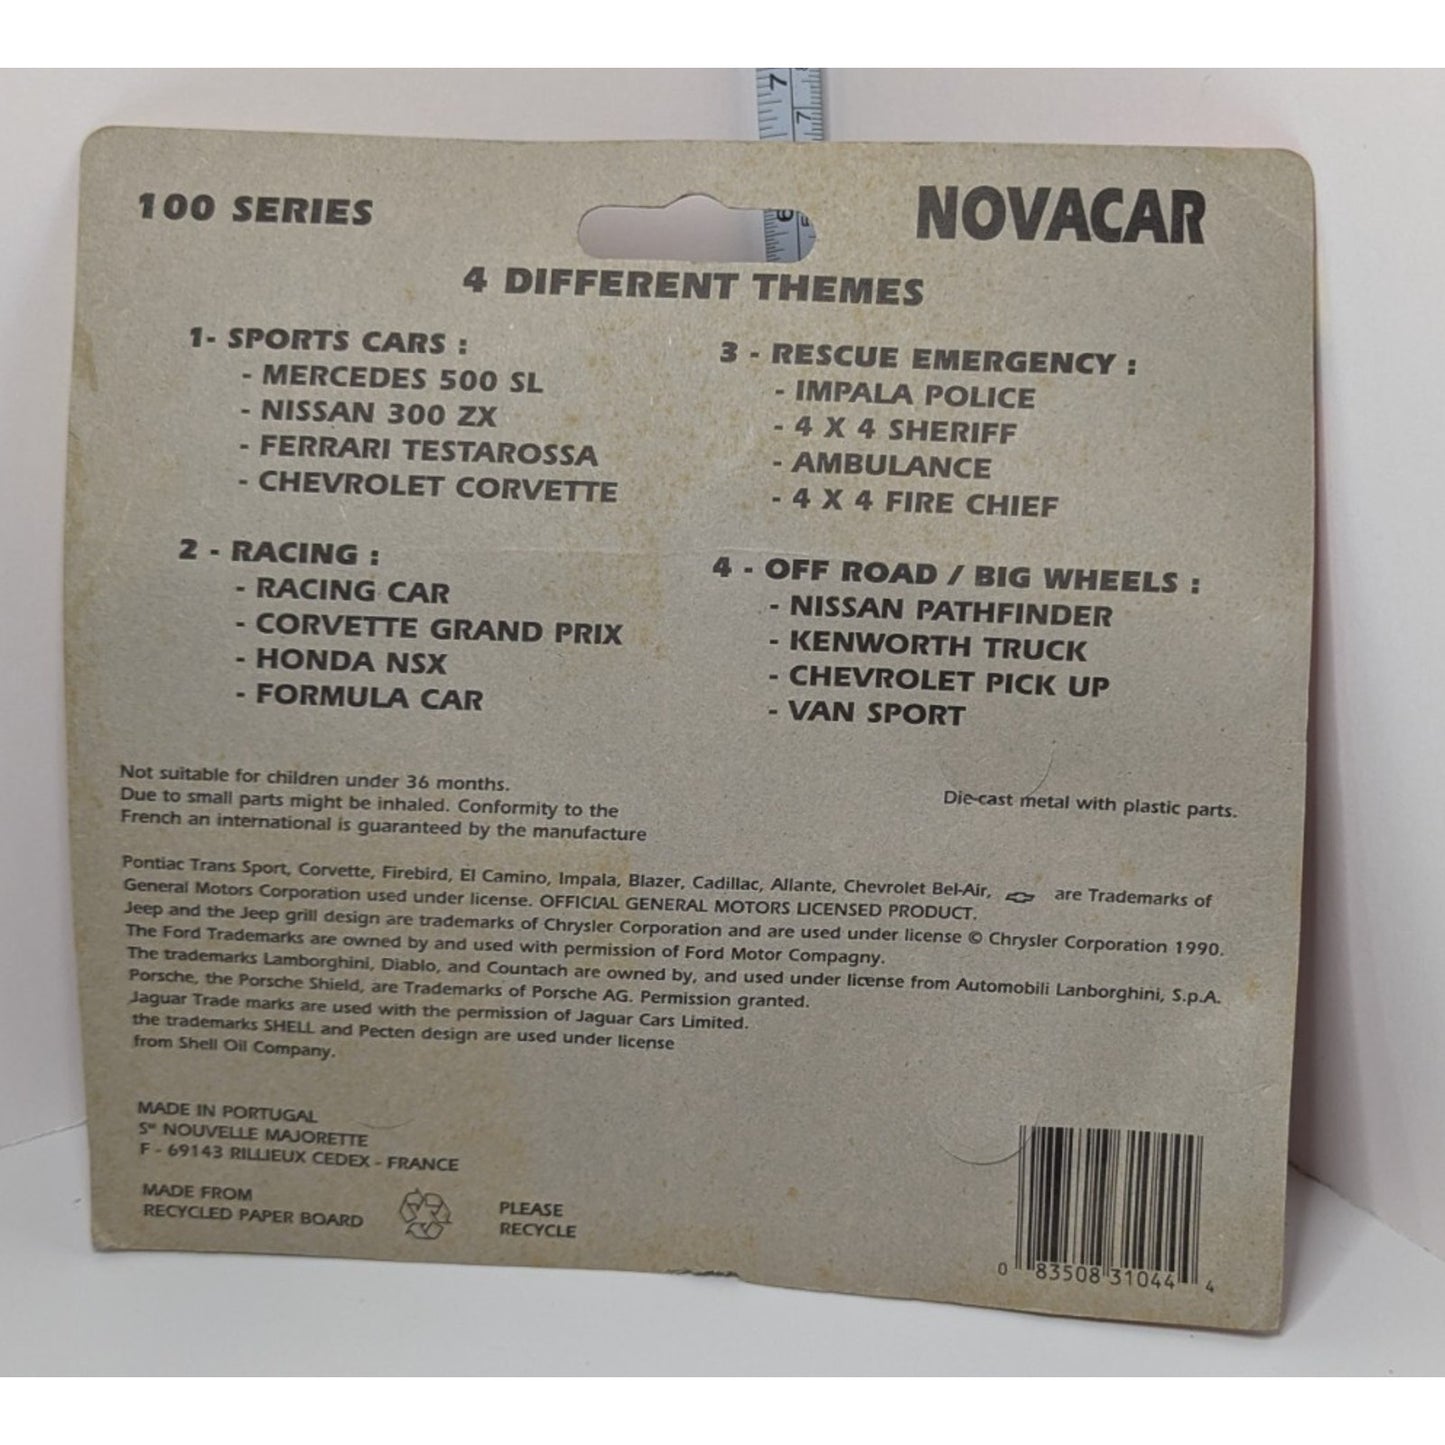 7
7
6
100 SERIES
NOVACAR
4 DIFFERENT THEMES
1- SPORTS CARS :
- MERCEDES 500 SL
- NISSAN 300 ZX
- FERRARI TESTAROSSA
- CHEVROLET CORVETTE
2 - RACING :
- RACING CAR
- CORVETTE GRAND PRIX
- HONDA NSX
- FORMULA CAR
3 - RESCUE EMERGENCY :
- IMPALA POLICE
- 4 X 4 SHERIFF
- AMBULANCE
- 4 X 4 FIRE CHIEF
4 - OFF ROAD / BIG WHEELS :
- NISSAN PATHFINDER
- KENWORTH TRUCK
- CHEVROLET PICK UP
- VAN SPORT
Not suitable for children under 36 months.
Due to small parts might be inhaled. Conformity to the
French an international is guaranteed by the manufacture
Die-cast metal with plastic parts.
Pontiac Trans Sport, Corvette, Firebird, El Camino, Impala, Blazer, Cadillac, Allante, Chevrolet Bel-Air, are Trademarks of
General Motors Corporation used under license. OFFICIAL GENERAL MOTORS LICENSED PRODUCT.
Jeep and the Jeep grill design are trademarks of Chrysler Corporation and are used under license © Chrysler Corporation 1990.
The Ford Trademarks are owned by and used with permission of Ford Motor Compagny.
The trademarks Lamborghini, Diablo, and Countach are owned by, and used under license from Automobili Lanborghini, S.p.A.
Porsche, the Porsche Shield, are Trademarks of Porsche AG. Permission granted.
Jaguar Trade marks are used with the permission of Jaguar Cars Limited.
the trademarks SHELL and Pecten design are used under license
from Shell Oil Company.
MADE IN PORTUGAL
Sté NOUVELLE MAJORETTE
F - 69143 RILLIEUX CEDEX - FRANCE
MADE FROM
RECYCLED PAPER BOARD
PLEASE
RECYCLE
0 83508 31044 4